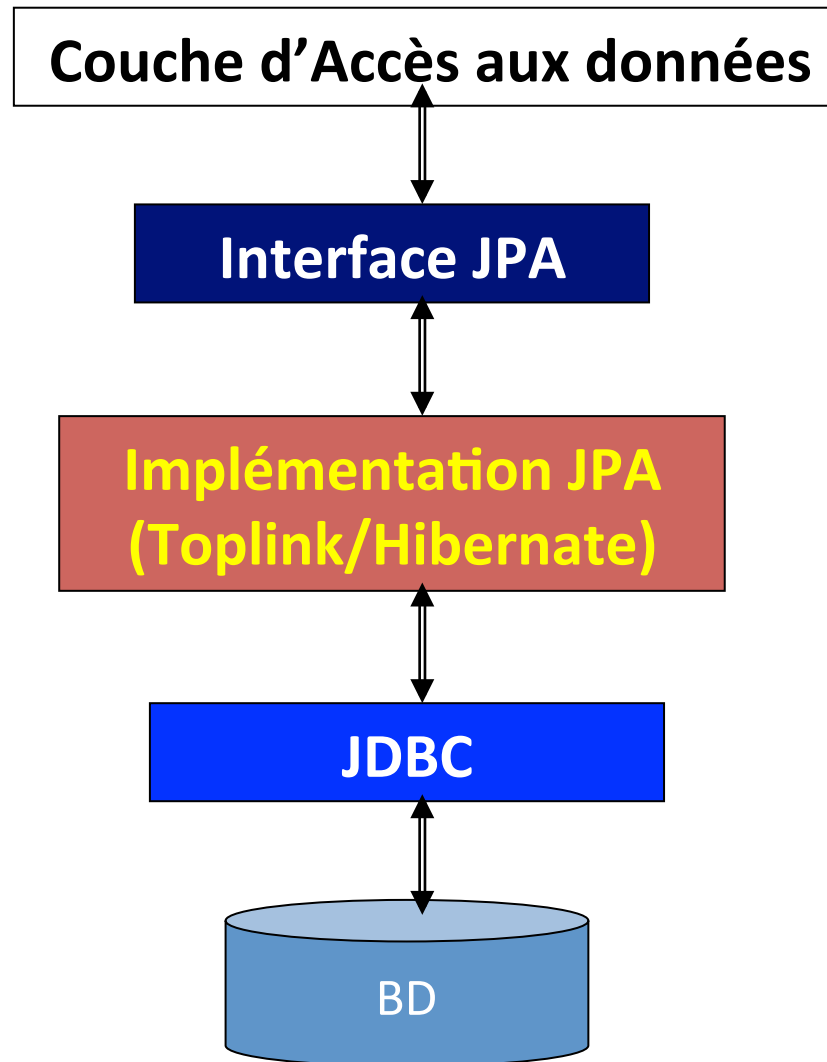 Couche d’Accès aux données
Interface JPA
Implémentation JPA
(Toplink/Hibernate)
JDBC
BD